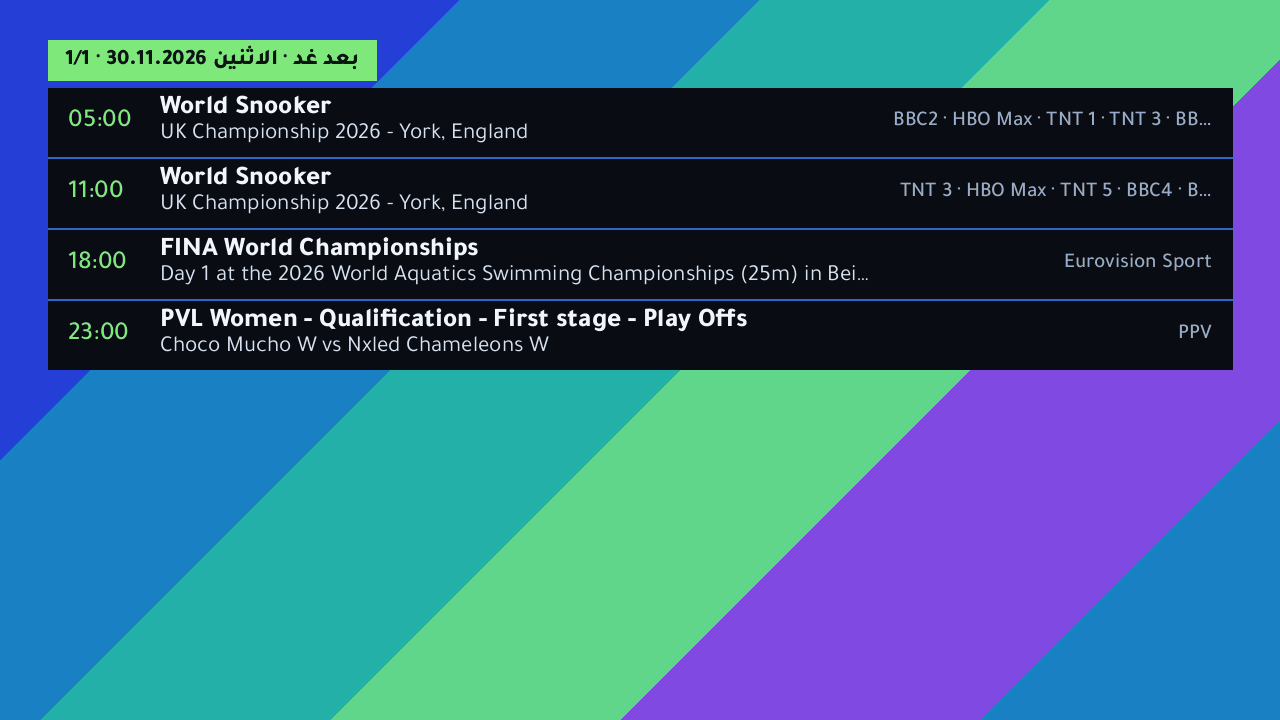 بعد غد · الاثنين 30.11.2026 · 1/1
05:00
World Snooker
UK Championship 2026 - York, England
BBC2 · HBO Max · TNT 1 · TNT 3 · BB...
11:00
World Snooker
UK Championship 2026 - York, England
TNT 3 · HBO Max · TNT 5 · BBC4 · B...
18:00
FINA World Championships
Day 1 at the 2026 World Aquatics Swimming Championships (25m) in Bei...
Eurovision Sport
23:00
PVL Women - Qualification - First stage - Play Offs
Choco Mucho W vs Nxled Chameleons W
PPV